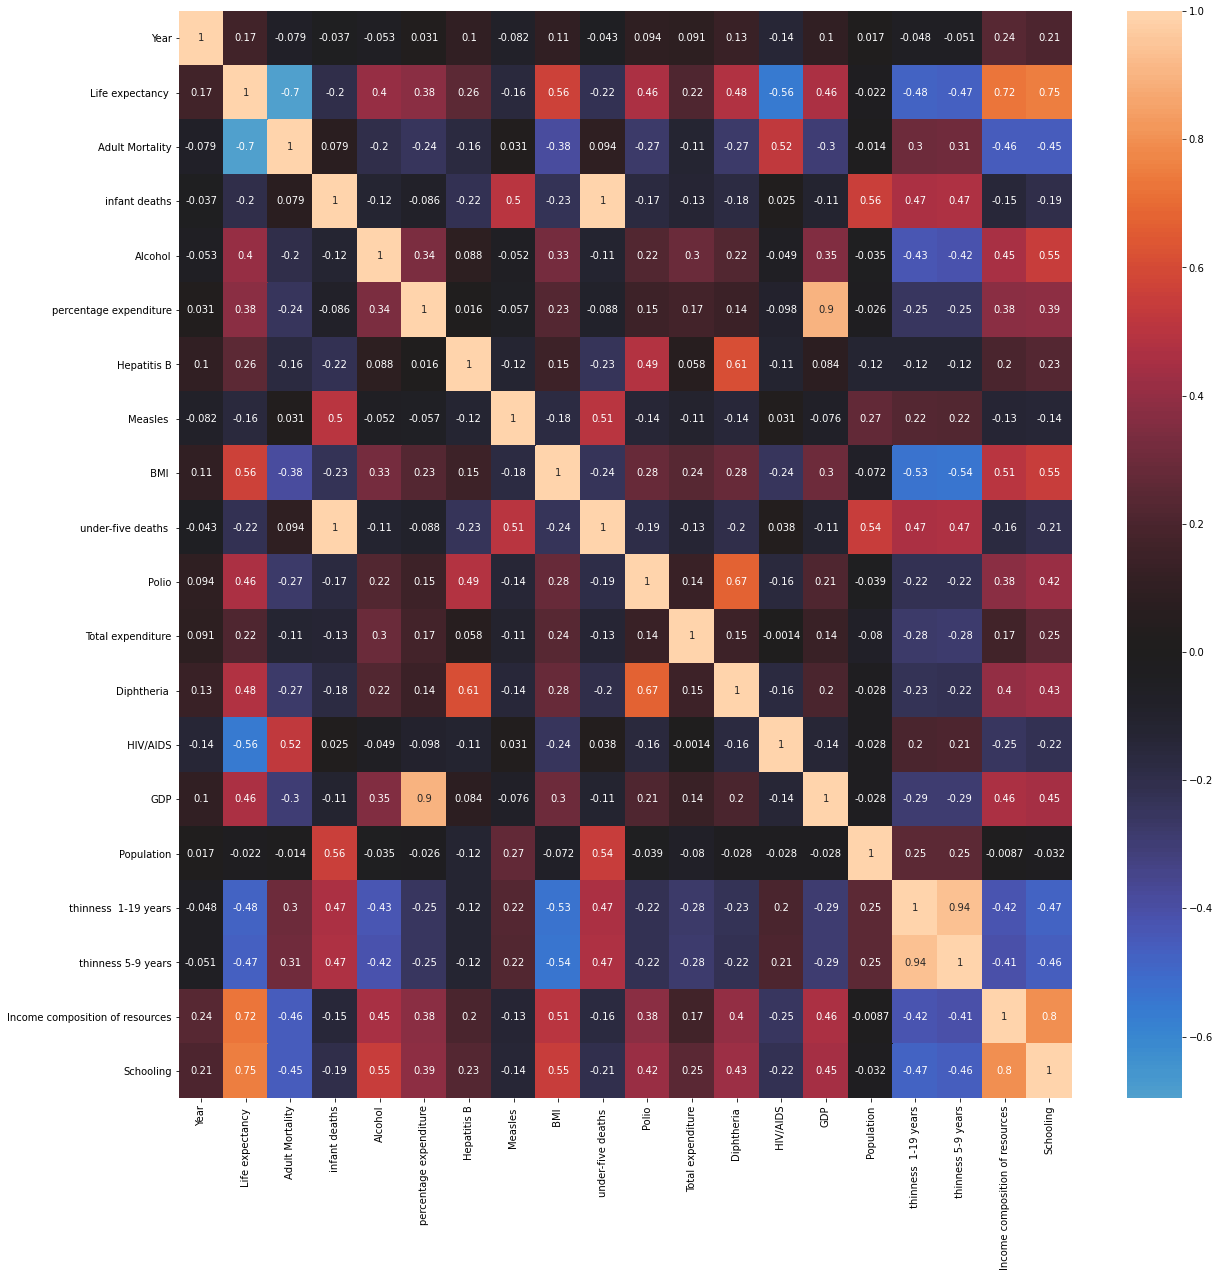 Year 1 0.17 -0.079 -0.037 -0.053 0.031 0.1 -0.082 0.11 -0.043 0.094 0.091 0.13 -0.14 0.1 0.017 -0.048 -0.051 0.24 0.21
Life expectancy 0.17 1 -0.7 -0.2 0.4 0.38 0.26 -0.16 0.56 -0.22 0.46 0.22 0.48 -0.56 0.46 -0.022 -0.48 -0.47 0.72 0.75
Adult Mortality -0.079 -0.7 1 0.079 -0.2 -0.24 -0.16 0.031 -0.38 0.094 -0.27 -0.11 -0.27 0.52 -0.3 -0.014 0.3 0.31 -0.46 -0.45
infant deaths -0.037 -0.2 0.079 1 -0.12 -0.086 -0.22 0.5 -0.23 1 -0.17 -0.13 -0.18 0.025 -0.11 0.56 0.47 0.47 -0.15 -0.19
Alcohol -0.053 0.4 -0.2 -0.12 1 0.34 0.088 -0.052 0.33 -0.11 0.22 0.3 0.22 -0.049 0.35 -0.035 -0.43 -0.42 0.45 0.55
percentage expenditure 0.031 0.38 -0.24 -0.086 0.34 1 0.016 -0.057 0.23 -0.088 0.15 0.17 0.14 -0.098 0.9 -0.026 -0.25 -0.25 0.38 0.39
Hepatitis B 0.1 0.26 -0.16 -0.22 0.088 0.016 1 -0.12 0.15 -0.23 0.49 0.058 0.61 -0.11 0.084 -0.12 -0.12 -0.12 0.2 0.23
Measles -0.082 -0.16 0.031 0.5 -0.052 -0.057 -0.12 1 -0.18 0.51 -0.14 -0.11 -0.14 0.031 -0.076 0.27 0.22 0.22 -0.13 -0.14
BMI 0.11 0.56 -0.38 -0.23 0.33 0.23 0.15 -0.18 1 -0.24 0.28 0.24 0.28 -0.24 0.3 -0.072 -0.53 -0.54 0.51 0.55
under-five deaths -0.043 -0.22 0.094 1 -0.11 -0.088 -0.23 0.51 -0.24 1 -0.19 -0.13 -0.2 0.038 -0.11 0.54 0.47 0.47 -0.16 -0.21
Polio 0.094 0.46 -0.27 -0.17 0.22 0.15 0.49 -0.14 0.28 -0.19 1 0.14 0.67 -0.16 0.21 -0.039 -0.22 -0.22 0.38 0.42
Total expenditure 0.091 0.22 -0.11 -0.13 0.3 0.17 0.058 -0.11 0.24 -0.13 0.14 1 0.15 -0.0014 0.14 -0.08 -0.28 -0.28 0.17 0.25
Diphtheria 0.13 0.48 -0.27 -0.18 0.22 0.14 0.61 -0.14 0.28 -0.2 0.67 0.15 1 -0.16 0.2 -0.028 -0.23 -0.22 0.4 0.43
HIV/AIDS -0.14 -0.56 0.52 0.025 -0.049 -0.098 -0.11 0.031 -0.24 0.038 -0.16 -0.0014 -0.16 1 -0.14 -0.028 0.2 0.21 -0.25 -0.22
GDP 0.1 0.46 -0.3 -0.11 0.35 0.9 0.084 -0.076 0.3 -0.11 0.21 0.14 0.2 -0.14 1 -0.028 -0.29 -0.29 0.46 0.45
Population 0.017 -0.022 -0.014 0.56 -0.035 -0.026 -0.12 0.27 -0.072 0.54 -0.039 -0.08 -0.028 -0.028 -0.028 1 0.25 0.25 -0.0087 -0.032
thinness  1-19 years -0.048 -0.48 0.3 0.47 -0.43 -0.25 -0.12 0.22 -0.53 0.47 -0.22 -0.28 -0.23 0.2 -0.29 0.25 1 0.94 -0.42 -0.47
thinness 5-9 years -0.051 -0.47 0.31 0.47 -0.42 -0.25 -0.12 0.22 -0.54 0.47 -0.22 -0.28 -0.22 0.21 -0.29 0.25 0.94 1 -0.41 -0.46
Income composition of resources 0.24 0.72 -0.46 -0.15 0.45 0.38 0.2 -0.13 0.51 -0.16 0.38 0.17 0.4 -0.25 0.46 -0.0087 -0.42 -0.41 1 0.8
Schooling 0.21 0.75 -0.45 -0.19 0.55 0.39 0.23 -0.14 0.55 -0.21 0.42 0.25 0.43 -0.22 0.45 -0.032 -0.47 -0.46 0.8 1
Year
Life expectancy
Adult Mortality
infant deaths
Alcohol
percentage expenditure
Hepatitis B
Measles
BMI
under-five deaths
Polio
Total expenditure
Diphtheria
HIV/AIDS
GDP
Population
thinness  1-19 years
thinness 5-9 years
Income composition of resources
Schooling
1.0
0.8
0.6
0.4
0.2
0.0
−0.2
−0.4
−0.6